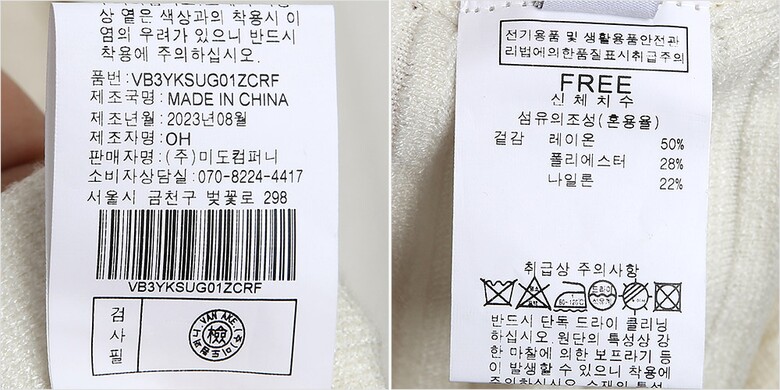 상 옅은 색상과의 착용시 이
염의 우려가 있으니 반드시
착용에 주의하십시오.
품번: VB3YKSUG01ZCRF
제조국명: MADE IN CHINA
제조년월: 2023년08월
제조자명: OH
판매자명: (주)미도컴퍼니
소비자상담실: 070-8224-4417
서울시 금천구 벚꽃로 298
VB3YKSUG01ZCRF
검사필
VAN AKE.
檢
전기용품 및 생활용품안전관
리법에의한품질표시취급주의
FREE
신체치수
섬유의조성(혼용율)
겉감 레이온 50%
폴리에스터 28%
나일론 22%
취급상 주의사항
80~120℃
드라이
석유계
반드시 단독 드라이 클리닝
하십시오. 원단의 특성상 강
한 마찰에 의한 보프라기 등
이 발생할 수 있으니 착용에